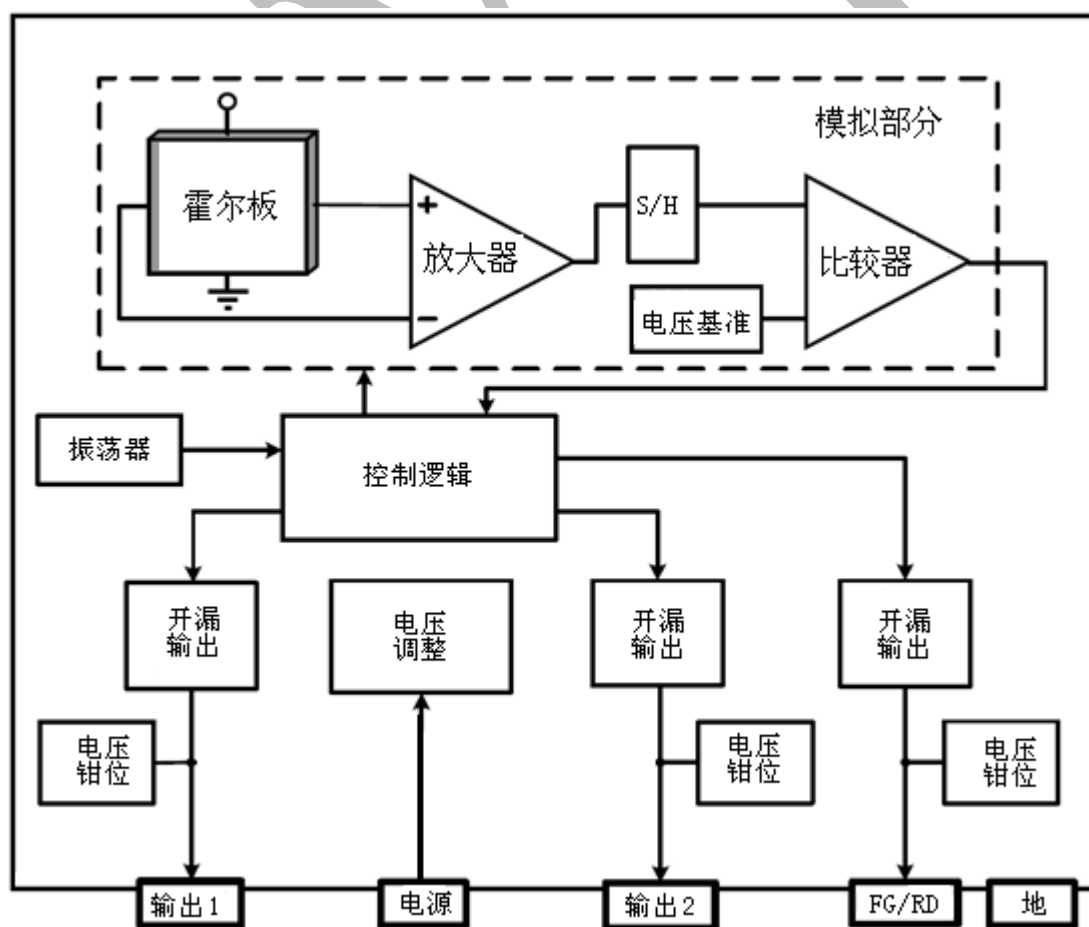 模拟部分
霍尔板
+
放大器
−
S/H
电压基准
比较器
振荡器
控制逻辑
开漏
输出
电压
调整
开漏
输出
开漏
输出
电压
钳位
电压
钳位
电压
钳位
输出1
电源
输出2
FG/RD
地